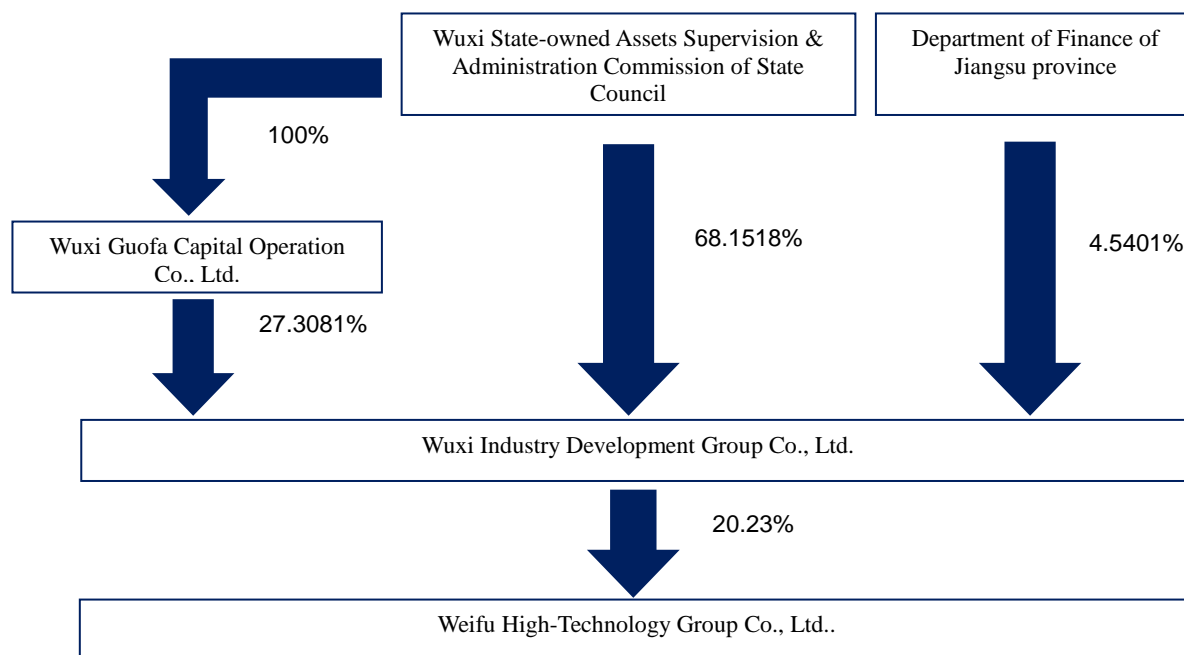 Wuxi State-owned Assets Supervision &
Administration Commission of State
Council
Department of Finance of
Jiangsu province
100%
Wuxi Guofa Capital Operation
Co.. Ltd.
68.1518%
4.5401%
27.3081%
Wuxi Industry Development Group Co., Ltd.
20.23%
Weifu High-Technology Group Co., Ltd..